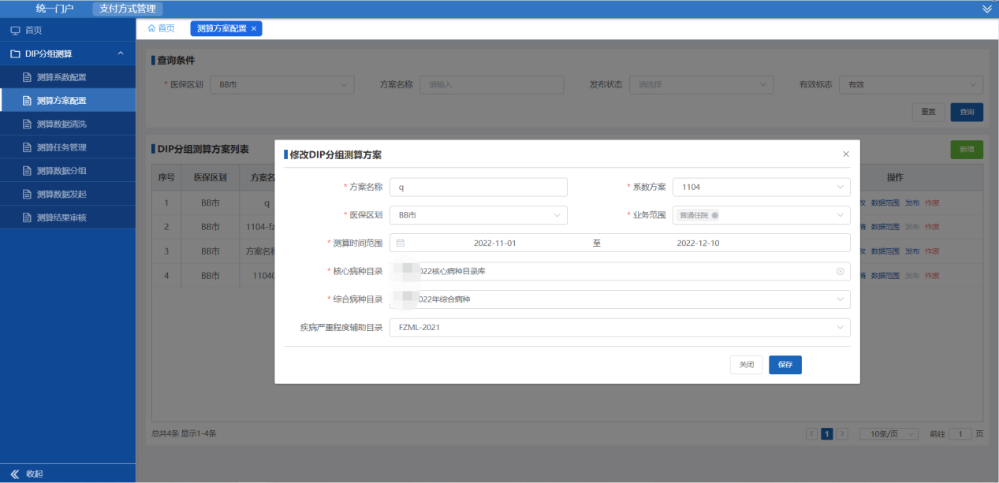 统一门户 支付方式管理
首页
DIP分组测算
测算系数配置
测算方案配置
测算数据清洗
测算任务管理
测算数据分组
测算数据发起
测算结果审核
收起
首页 测算方案配置 ×
查询条件
* 医保区划 BB市 方案名称 请输入 发布状态 请选择 有效标志 有效
重置 查询
DIP分组测算方案列表 新增
序号 医保区划 方案名 操作
1 BB市 q 改 数据范围 发布 作废
2 BB市 1104-fz 情 数据范围 发布 作废
3 BB市 方案名称 改 数据范围 发布 作废
4 BB市 1104 情 数据范围 发布 作废
总共4条 显示1-4条 1 10条/页 前往 1 页
修改DIP分组测算方案 ×
* 方案名称 q * 系数方案 1104
* 医保区划 BB市 * 业务范围 普通住院
* 测算时间范围 2022-11-01 至 2022-12-10
* 核心病种目录 022核心病种目录库
* 综合病种目录 022年综合病种
疾病严重程度辅助目录 FZML-2021
关闭 保存